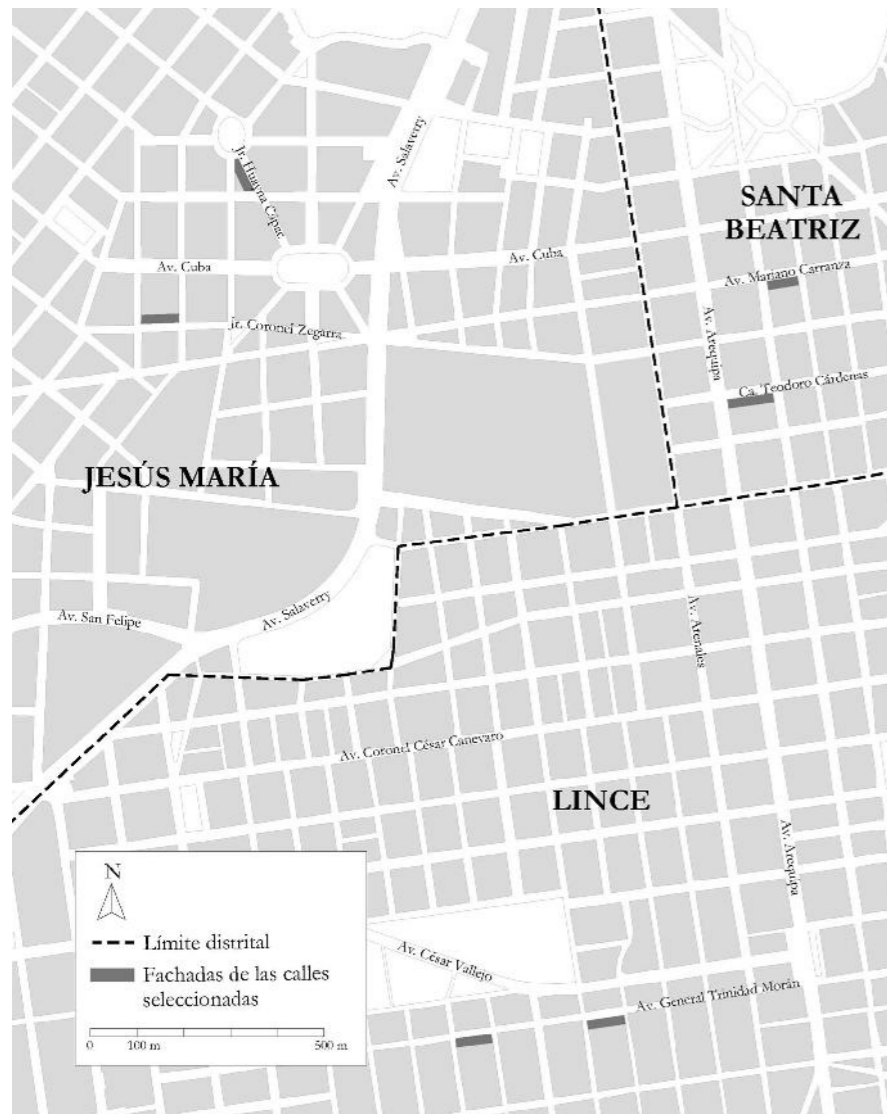 Av. Salaverry
Jr. Huayna Cápac
SANTA
BEATRIZ
Av. Cuba
Av. Cuba
Av. Mariano Carranza
Jr. Coronel Zegarra
Av. Arequipa
Ca. Teodoro Cárdenas
JESÚS MARÍA
Av. San Felipe
Av. Salaverry
Av. Arenales
Av. Coronel César Canevaro
LINCE
Av. Arequipa
N
Límite distrital
Fachadas de las calles
seleccionadas
0 100 m 500 m
Av. César Vallejo
Av. General Trinidad Morán